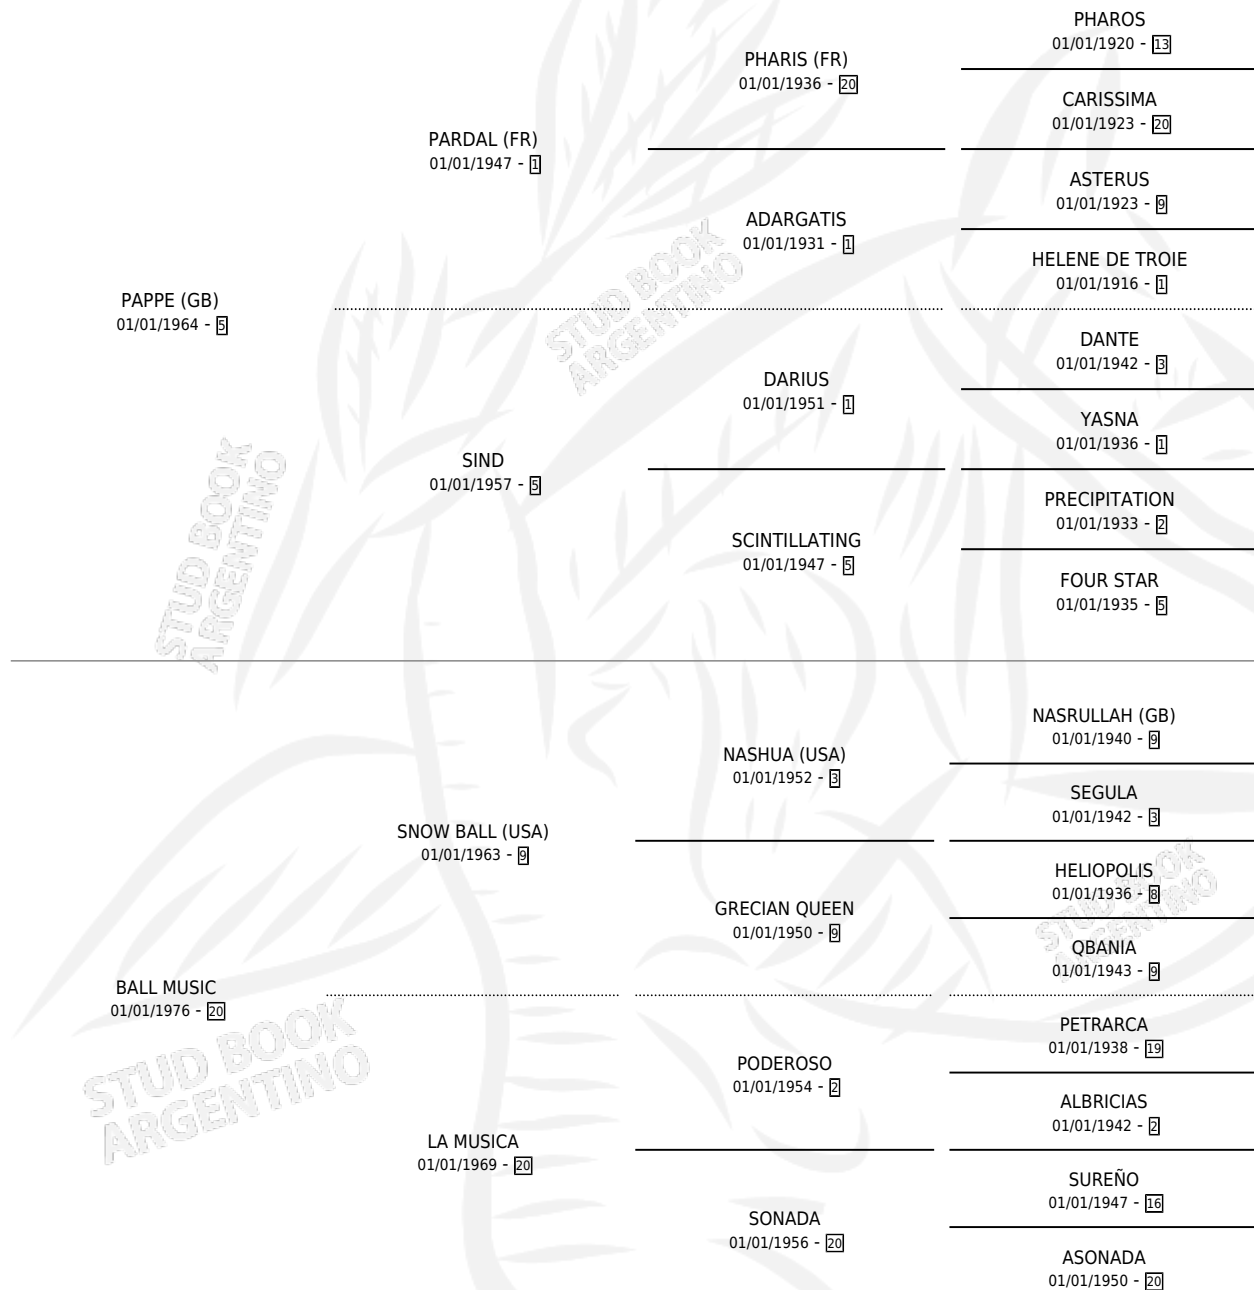 PHAROS
01/01/1920 - 13
PHARIS (FR)
01/01/1936 - 20
CARISSIMA
01/01/1923 - 20
PARDAL (FR)
01/01/1947 - 1
ASTERUS
01/01/1923 - 9
ADARGATIS
01/01/1931 - 1
HELENE DE TROIE
01/01/1916 - 1
PAPPE (GB)
01/01/1964 - 5
STUD BOOK
ARGENTINO
DANTE
01/01/1942 - 3
DARIUS
01/01/1951 - 1
YASNA
01/01/1936 - 1
SIND
01/01/1957 - 5
PRECIPITATION
01/01/1933 - 2
SCINTILLATING
01/01/1947 - 5
FOUR STAR
01/01/1935 - 5
STUD BOOK
ARGENTINO
NASRULLAH (GB)
01/01/1940 - 9
NASHUA (USA)
01/01/1952 - 3
SEGULA
01/01/1942 - 3
SNOW BALL (USA)
01/01/1963 - 9
HELIOPOLIS
01/01/1936 - 8
GRECIAN QUEEN
01/01/1950 - 9
QBANIA
01/01/1943 - 9
STUD BOOK
ARGENTINO
BALL MUSIC
01/01/1976 - 20
STUD BOOK
ARGENTINO
PETRARCA
01/01/1938 - 19
PODEROSO
01/01/1954 - 2
ALBRICIAS
01/01/1942 - 2
LA MUSICA
01/01/1969 - 20
SUREÑO
01/01/1947 - 16
SONADA
01/01/1956 - 20
ASONADA
01/01/1950 - 20